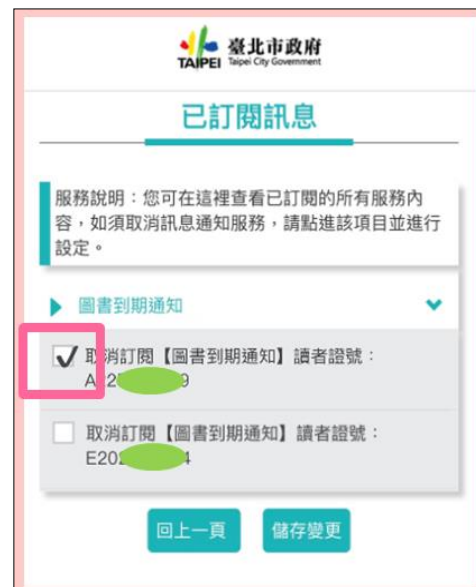 臺北市政府
TAIPEI Taipei City Government
已訂閱訊息
服務說明：您可在這裡查看已訂閱的所有服務內
容，如須取消訊息通知服務，請點進該項目並進行
設定。
圖書到期通知
取消訂閱【圖書到期通知】讀者證號：
A 2 9
取消訂閱【圖書到期通知】讀者證號：
E202 4
回上一頁 儲存變更